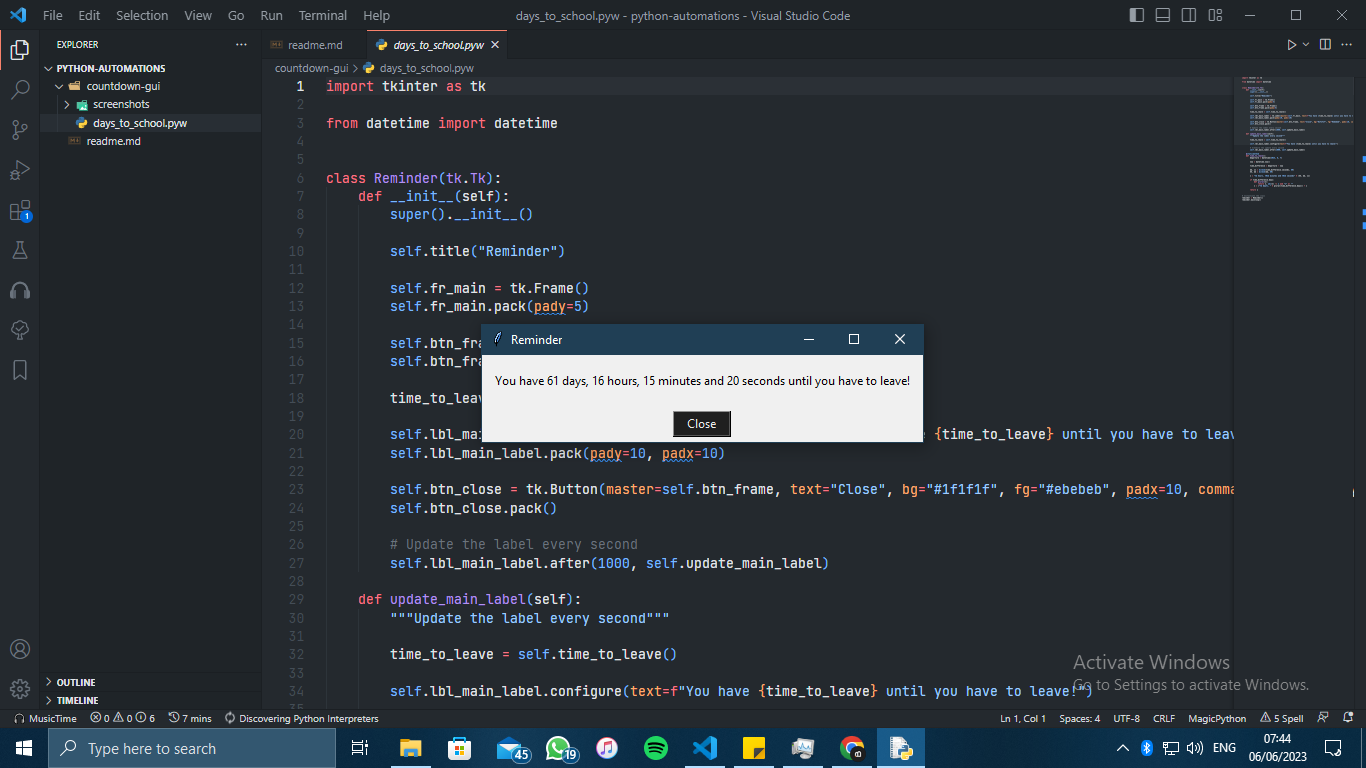 File Edit Selection View Go Run Terminal Help days_to_school.pyw - python-automations - Visual Studio Code
EXPLORER
PYTHON-AUTOMATIONS
countdown-gui
screenshots
days_to_school.pyw
readme.md
OUTLINE
TIMELINE
1
readme.md days_to_school.pyw
countdown-gui > days_to_school.pyw
1 import tkinter as tk
2
3 from datetime import datetime
4
5
6 class Reminder(tk.Tk):
7 def __init__(self):
8 super().__init__()
9
10 self.title("Reminder")
11
12 self.fr_main = tk.Frame()
13 self.fr_main.pack(pady=5)
14
15 self.btn_fra
16 self.btn_fra
17
18 time_to_leav
19
20 self.lbl_mai {time_to_leave} until you have to leav
21 self.lbl_main_label.pack(pady=10, padx=10)
22
23 self.btn_close = tk.Button(master=self.btn_frame, text="Close", bg="#1f1f1f", fg="#ebebeb", padx=10, comma
24 self.btn_close.pack()
25
26 # Update the label every second
27 self.lbl_main_label.after(1000, self.update_main_label)
28
29 def update_main_label(self):
30 """Update the label every second"""
31
32 time_to_leave = self.time_to_leave()
33
34 self.lbl_main_label.configure(text=f"You have {time_to_leave} until you have to leave!")
35
Reminder
You have 61 days, 16 hours, 15 minutes and 20 seconds until you have to leave!
Close
Activate Windows
Go to Settings to activate Windows.
MusicTime 0 0 6 7 mins Discovering Python Interpreters Ln 1, Col 1 Spaces: 4 UTF-8 CRLF MagicPython 5 Spell
Type here to search 45 19 ENG 07:44
06/06/2023